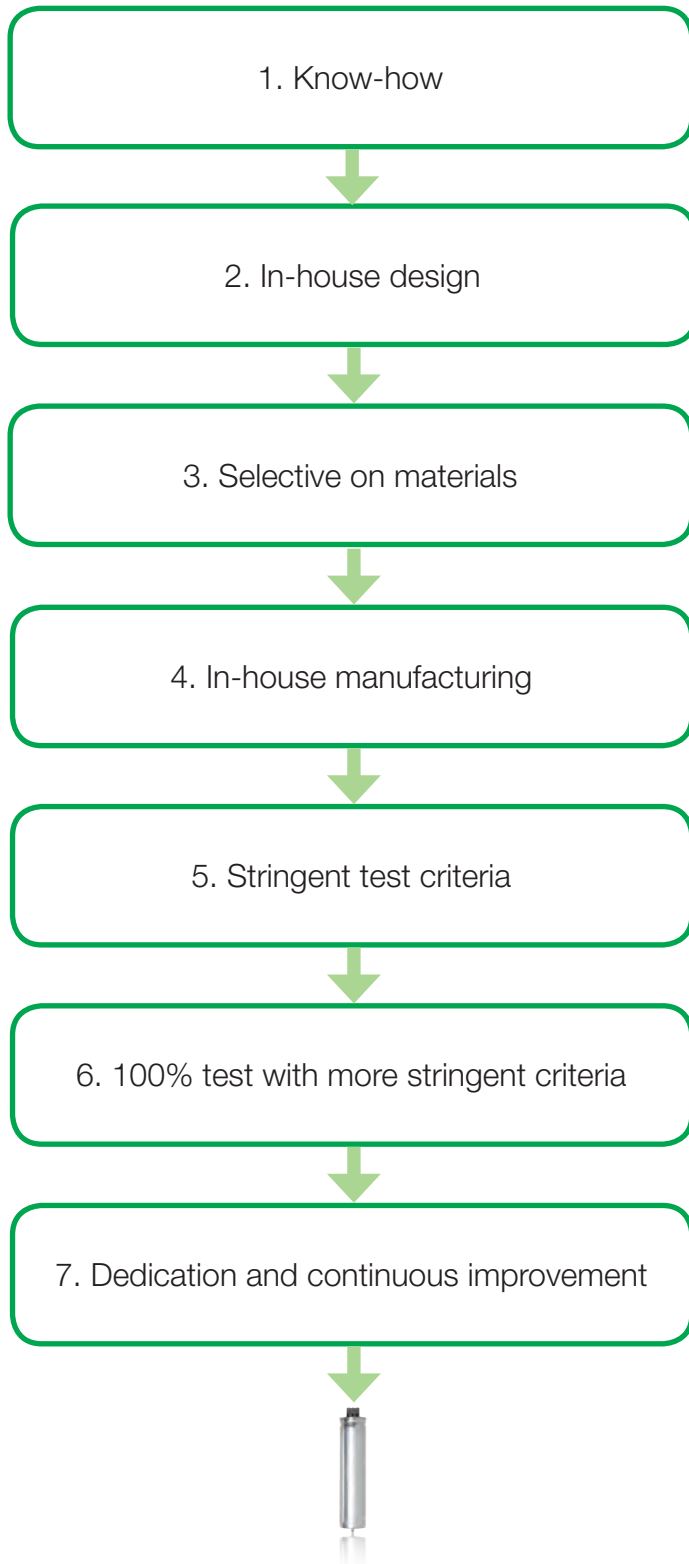 1. Know-how
2. In-house design
3. Selective on materials
4. In-house manufacturing
5. Stringent test criteria
6. 100% test with more stringent criteria
7. Dedication and continuous improvement